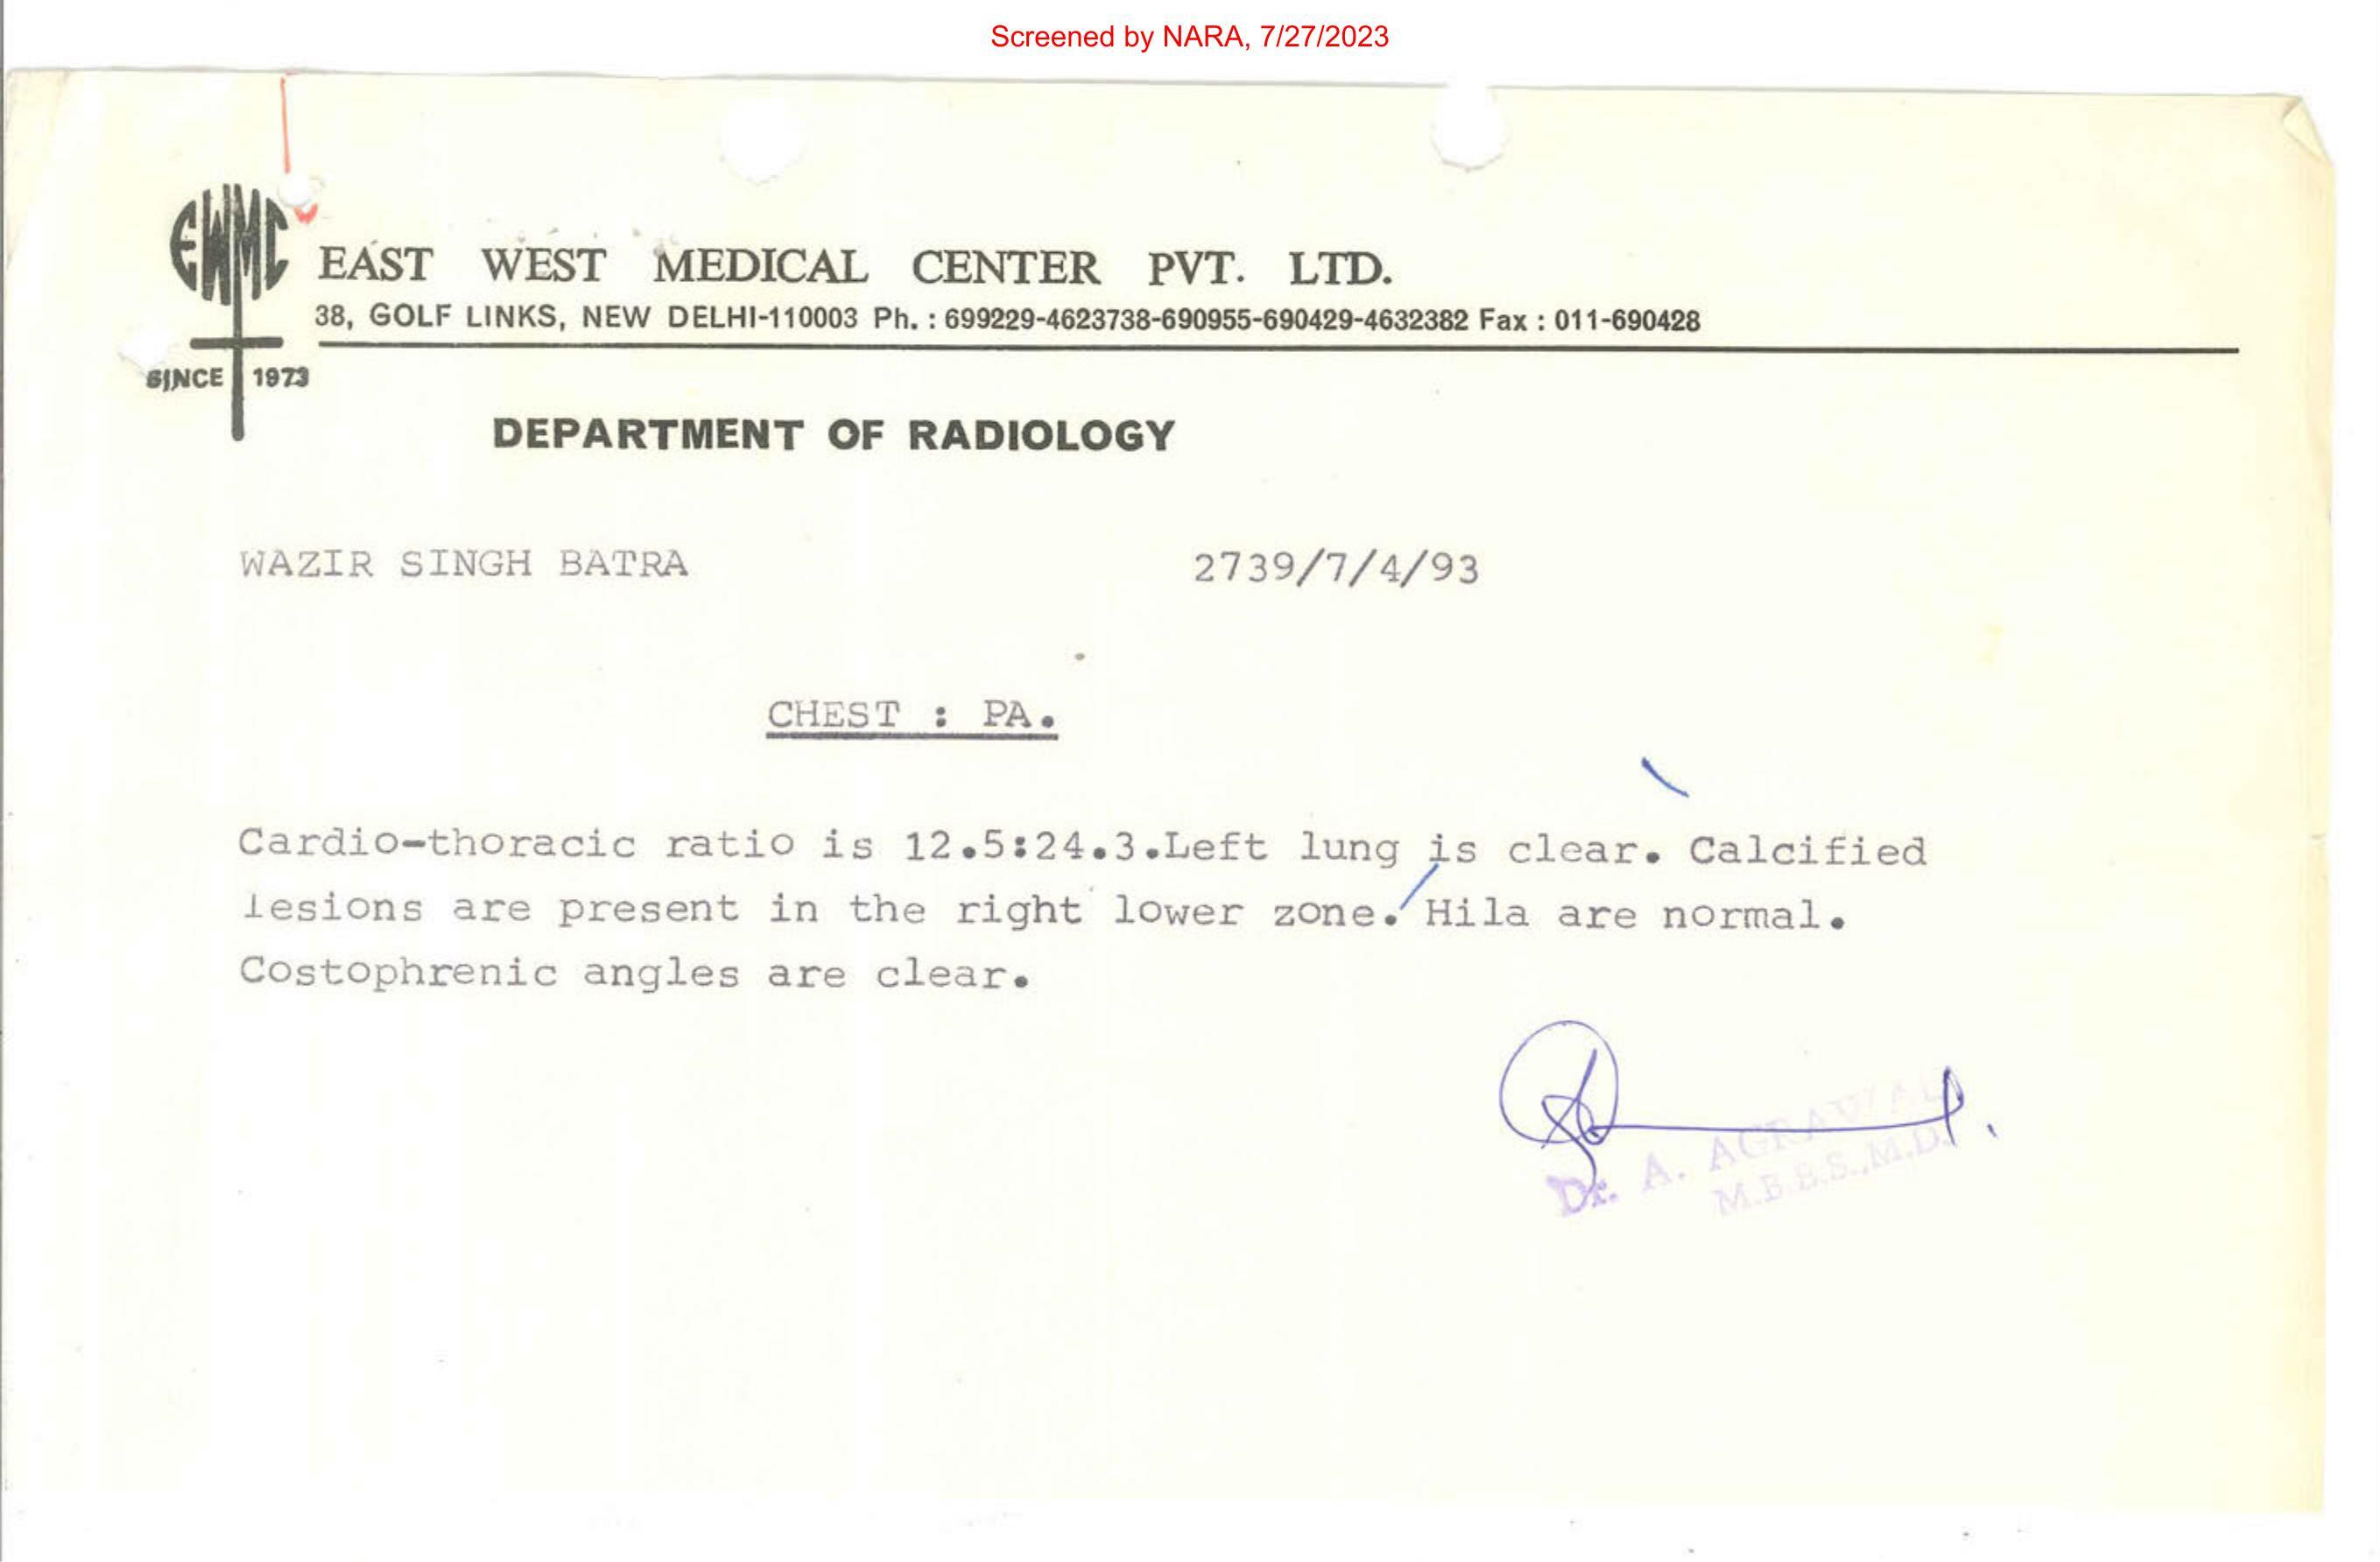 Screened by NARA, 7/27/2023
EWMC
EAST WEST MEDICAL CENTER PVT. LTD.
38, GOLF LINKS, NEW DELHI-110003 Ph. : 699229-4623738-690955-690429-4632382 Fax : 011-690428
SINCE 1973
DEPARTMENT OF RADIOLOGY
WAZIR SINGH BATRA 2739/7/4/93
CHEST : PA.
Cardio-thoracic ratio is 12.5:24.3.Left lung is clear. Calcified
lesions are present in the right lower zone. Hila are normal.
Costophrenic angles are clear.
Dr. A. AGRAWAL
M.B.B.S., M.D.